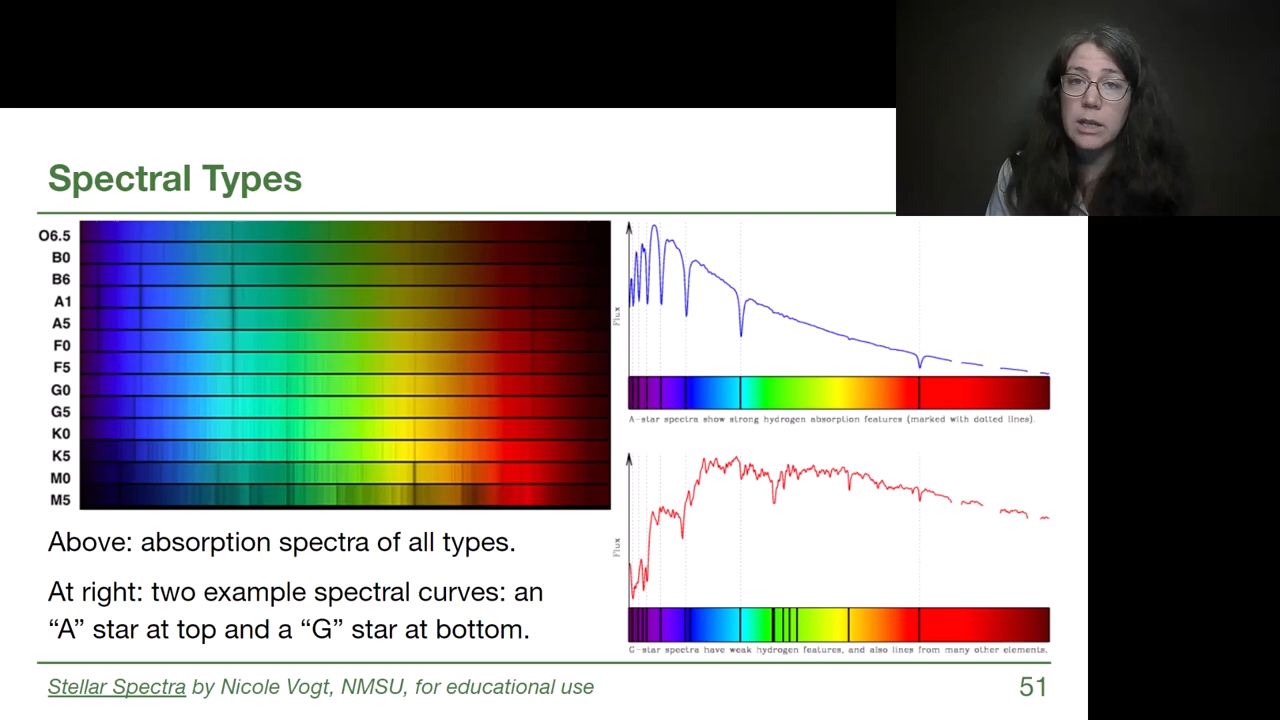 Spectral Types
O6.5
B0
B6
A1
A5
F0
F5
G0
G5
K0
K5
M0
M5
Flux
A-star spectra show strong hydrogen absorption features (marked with dotted lines).
Flux
G-star spectra have weak hydrogen features, and also lines from many other elements.
Above: absorption spectra of all types.
At right: two example spectral curves: an
“A” star at top and a “G” star at bottom.
Stellar Spectra by Nicole Vogt, NMSU, for educational use
51